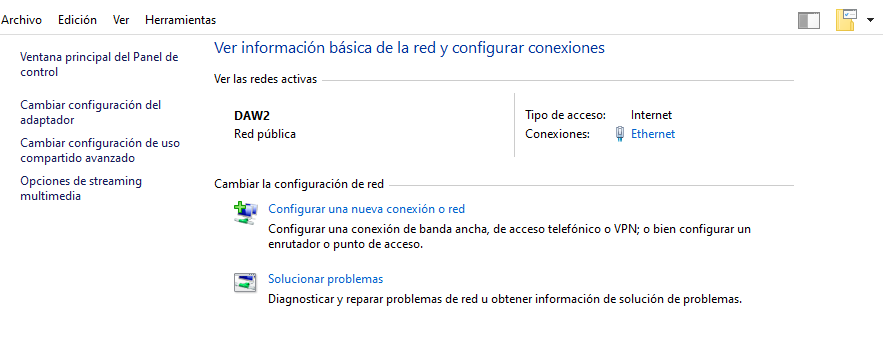 Archivo Edición Ver Herramientas
Ventana principal del Panel de
control
Cambiar configuración del
adaptador
Cambiar configuración de uso
compartido avanzado
Opciones de streaming
multimedia
Ver información básica de la red y configurar conexiones
Ver las redes activas
DAW2
Red pública
Tipo de acceso: Internet
Conexiones: Ethernet
Cambiar la configuración de red
Configurar una nueva conexión o red
Configurar una conexión de banda ancha, de acceso telefónico o VPN; o bien configurar un
enrutador o punto de acceso.
Solucionar problemas
Diagnosticar y reparar problemas de red u obtener información de solución de problemas.